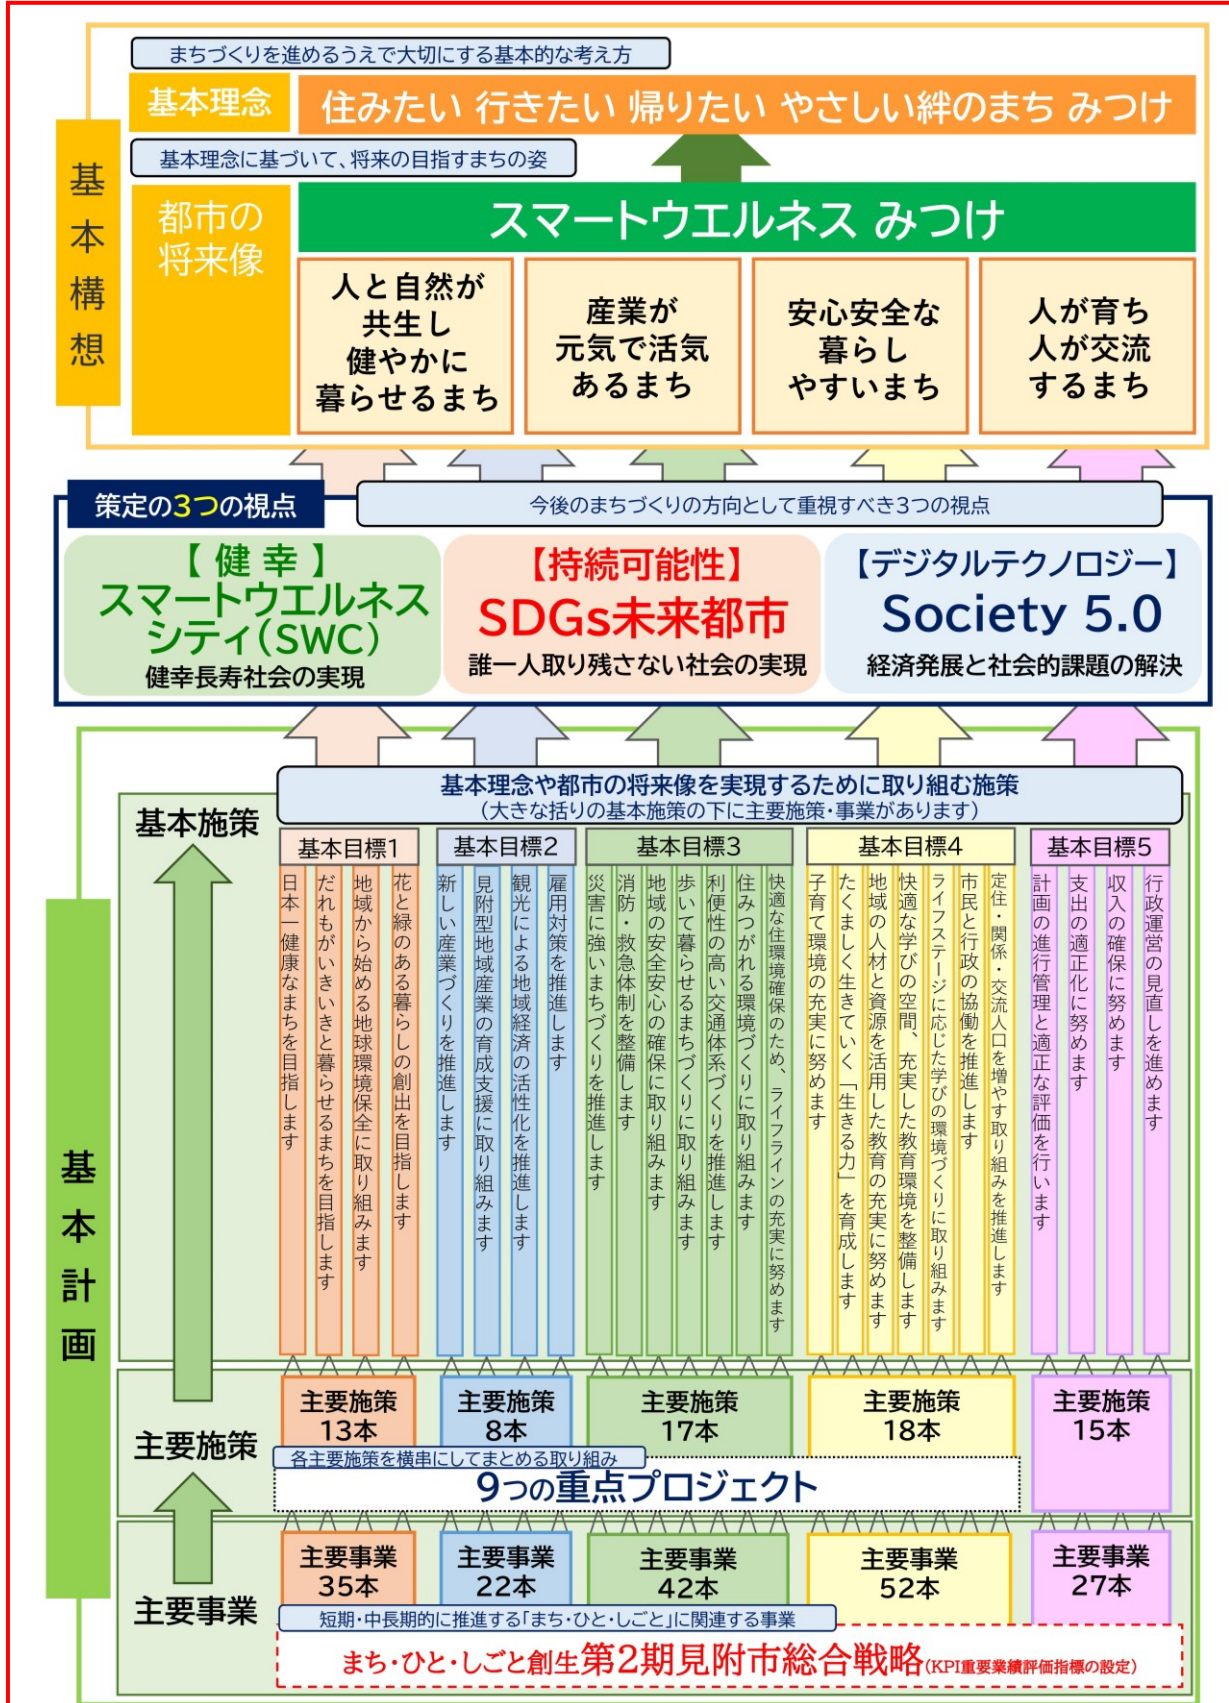 まちづくりを進めるうえで大切にする基本的な考え方
基本理念
住みたい 行きたい 帰りたい やさしい絆のまち みつけ
基本理念に基づいて、将来の目指すまちの姿
基本構想
都市の
将来像
スマートウエルネス みつけ
人と自然が
共生し
健やかに
暮らせるまち
産業が
元気で活気
あるまち
安心安全な
暮らし
やすいまち
人が育ち
人が交流
するまち
策定の3つの視点
今後のまちづくりの方向として重視すべき3つの視点
【 健 幸 】
スマートウエルネス
シティ(SWC)
健幸長寿社会の実現
【持続可能性】
SDGs未来都市
誰一人取り残さない社会の実現
【デジタルテクノロジー】
Society 5.0
経済発展と社会的課題の解決
基本計画
基本理念や都市の将来像を実現するために取り組む施策
(大きな括りの基本施策の下に主要施策・事業があります)
基本施策
基本目標1
日本一健康なまちを目指します
だれもがいきいきと暮らせるまちを目指します
地域から始める地球環境保全に取り組みます
花と緑のある暮らしの創出を目指します
基本目標2
新しい産業づくりを推進します
見附型地域産業の育成支援に取り組みます
観光による地域経済の活性化を推進します
雇用対策を推進します
基本目標3
災害に強いまちづくりを推進します
消防・救急体制を整備します
地域の安全安心の確保に取り組みます
歩いて暮らせるまちづくりに取り組みます
利便性の高い交通体系づくりを推進します
住みつがれる環境づくりに取り組みます
快適な住環境確保のため、ライフラインの充実に努めます
基本目標4
子育て環境の充実に努めます
たくましく生きていく「生きる力」を育成します
地域の人材と資源を活用した教育の充実に努めます
快適な学びの空間、充実した教育環境を整備します
ライフステージに応じた学びの環境づくりに取り組みます
市民と行政の協働を推進します
定住・関係・交流人口を増やす取り組みを推進します
基本目標5
計画の進行管理と適正な評価を行います
支出の適正化に努めます
収入の確保に努めます
行政運営の見直しを進めます
主要施策
主要施策
13本
主要施策
8本
主要施策
17本
主要施策
18本
主要施策
15本
各主要施策を横串にしてまとめる取り組み
9つの重点プロジェクト
主要事業
主要事業
35本
主要事業
22本
主要事業
42本
主要事業
52本
主要事業
27本
短期・中長期的に推進する「まち・ひと・しごと」に関連する事業
まち・ひと・しごと創生第2期見附市総合戦略(KPI重要業績評価指標の設定)